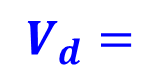 V_d =